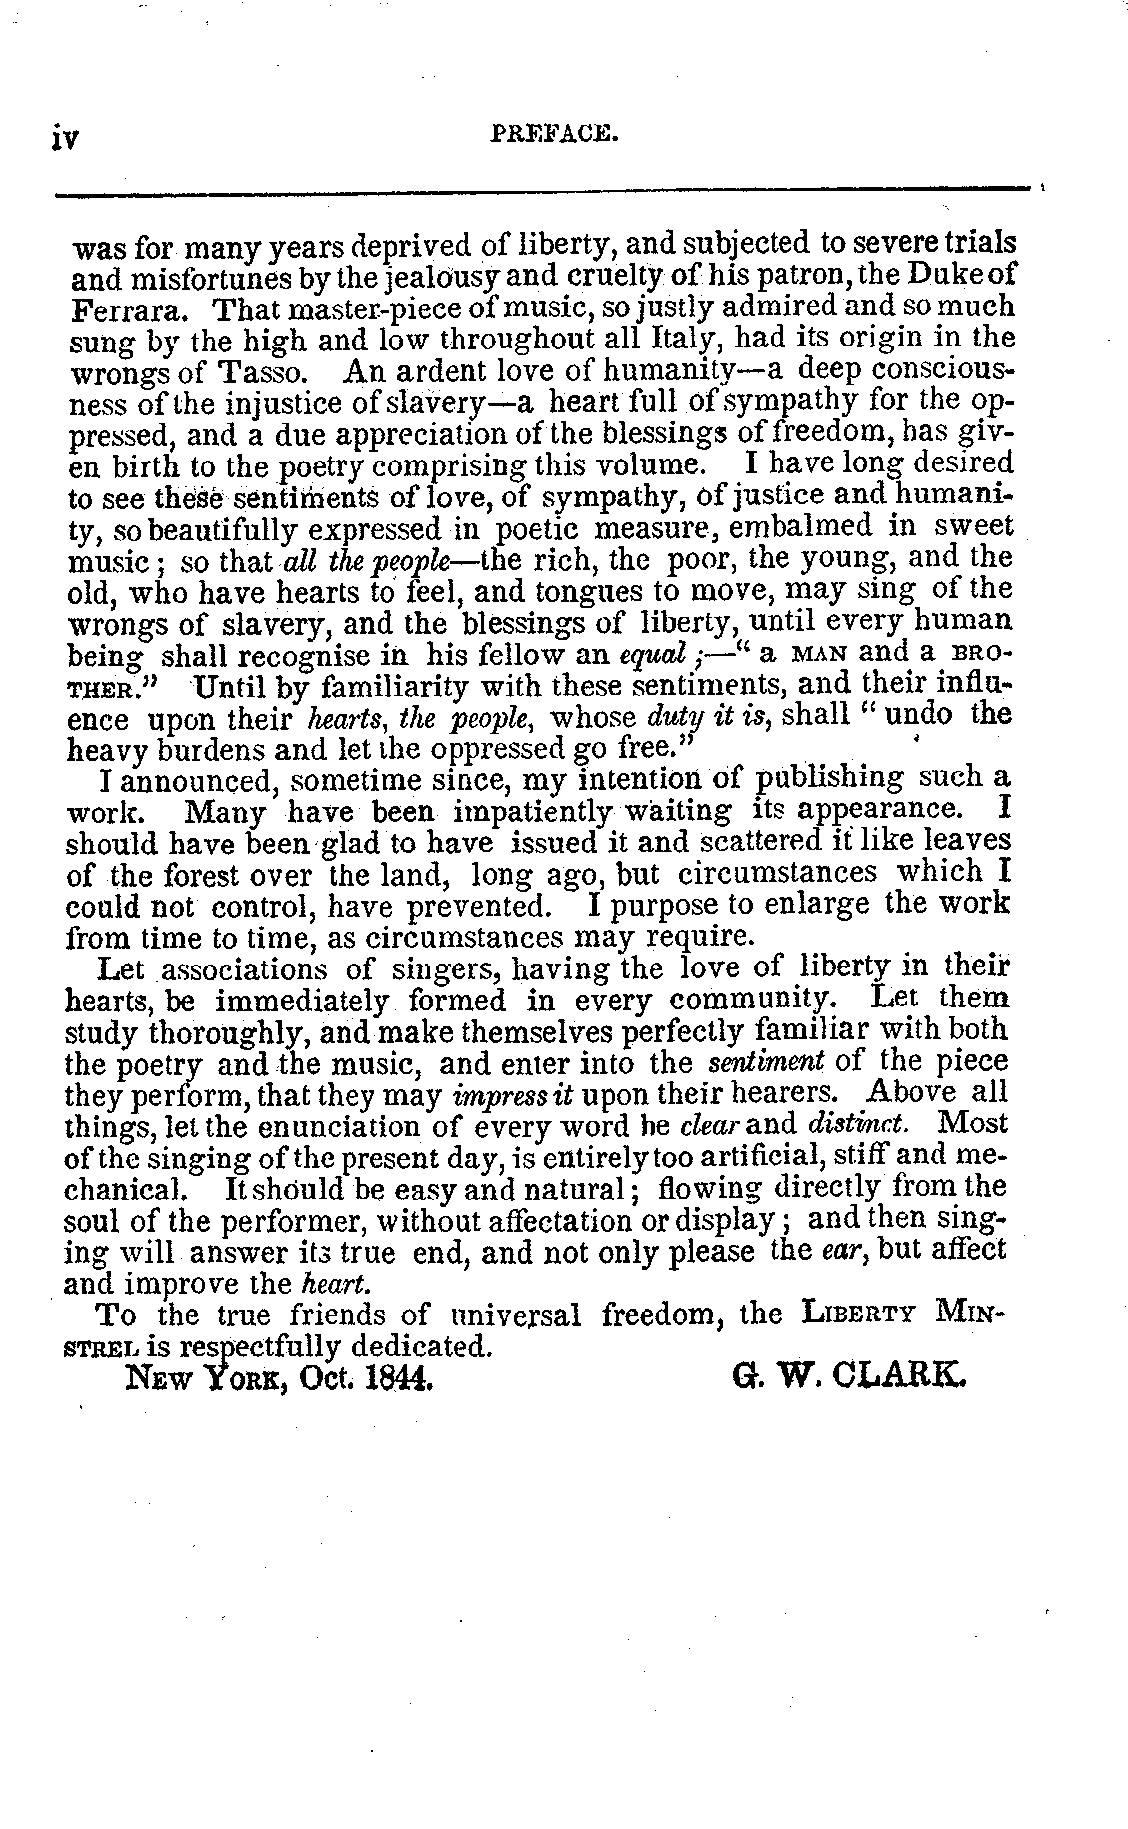 iv PREFACE.
was for many years deprived of liberty, and subjected to severe trials
and misfortunes by the jealousy and cruelty of his patron, the Duke of
Ferrara. That master-piece of music, so justly admired and so much
sung by the high and low throughout all Italy, had its origin in the
wrongs of Tasso. An ardent love of humanity—a deep conscious-
ness of the injustice of slavery—a heart full of sympathy for the op-
pressed, and a due appreciation of the blessings of freedom, has giv-
en birth to the poetry comprising this volume. I have long desired
to see these sentiments of love, of sympathy, of justice and humani-
ty, so beautifully expressed in poetic measure, embalmed in sweet
music; so that all the people—the rich, the poor, the young, and the
old, who have hearts to feel, and tongues to move, may sing of the
wrongs of slavery, and the blessings of liberty, until every human
being shall recognise in his fellow an equal;—“ a MAN and a BRO-
THER.” Until by familiarity with these sentiments, and their influ-
ence upon their hearts, the people, whose duty it is, shall “ undo the
heavy burdens and let the oppressed go free.”
I announced, sometime since, my intention of publishing such a
work. Many have been impatiently waiting its appearance. I
should have been glad to have issued it and scattered it like leaves
of the forest over the land, long ago, but circumstances which I
could not control, have prevented. I purpose to enlarge the work
from time to time, as circumstances may require.
Let associations of singers, having the love of liberty in their
hearts, be immediately formed in every community. Let them
study thoroughly, and make themselves perfectly familiar with both
the poetry and the music, and enter into the sentiment of the piece
they perform, that they may impress it upon their hearers. Above all
things, let the enunciation of every word be clear and distinct. Most
of the singing of the present day, is entirely too artificial, stiff and me-
chanical. It should be easy and natural; flowing directly from the
soul of the performer, without affectation or display; and then sing-
ing will answer its true end, and not only please the ear, but affect
and improve the heart.
To the true friends of universal freedom, the LIBERTY MIN-
STREL is respectfully dedicated.
NEW YORK, Oct. 1844. G. W. CLARK.